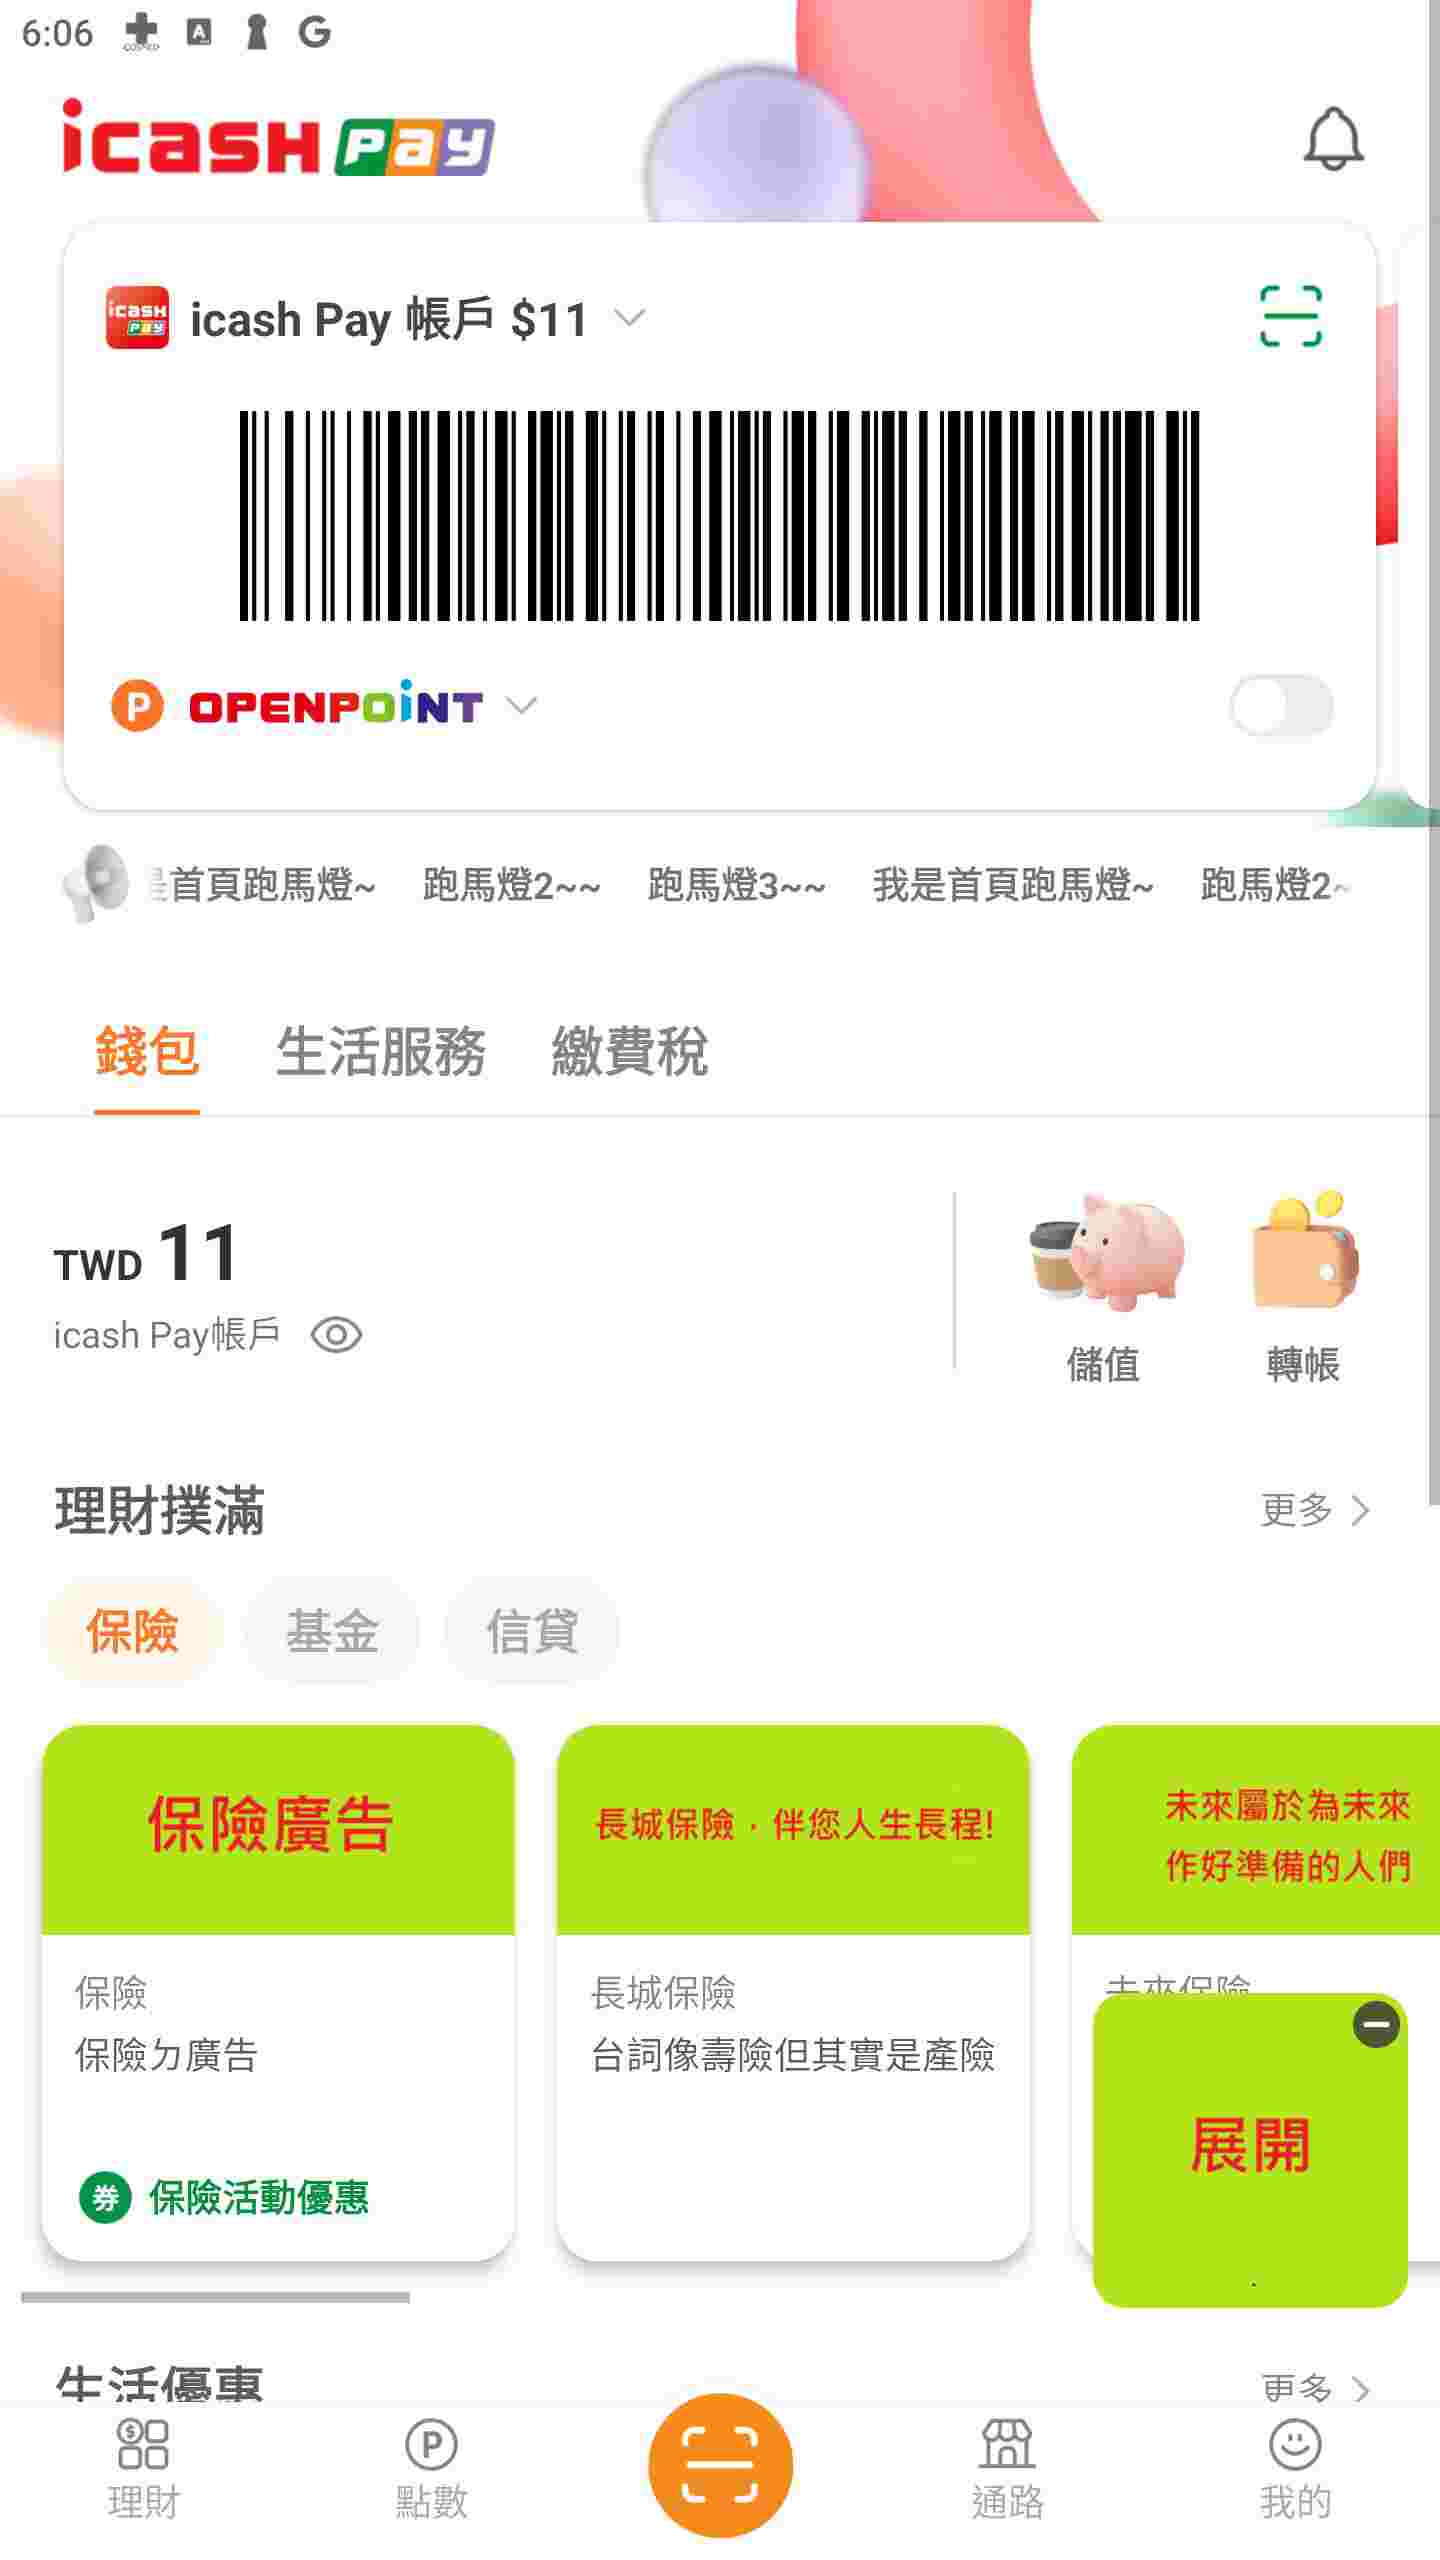 6:06
icash Pay
icash Pay 帳戶 $11
OPENPOINT
是首頁跑馬燈~ 跑馬燈2~~ 跑馬燈3~~ 我是首頁跑馬燈~ 跑馬燈2~
錢包 生活服務 繳費稅
TWD 11
icash Pay帳戶
儲值 轉帳
理財撲滿 更多
保險 基金 信貸
保險廣告
保險
保險ㄉ廣告
券 保險活動優惠
長城保險，伴您人生長程!
長城保險
台詞像壽險但其實是產險
未來屬於為未來
作好準備的人們
未來保險
展開
生活優惠 更多
理財 點數 通路 我的